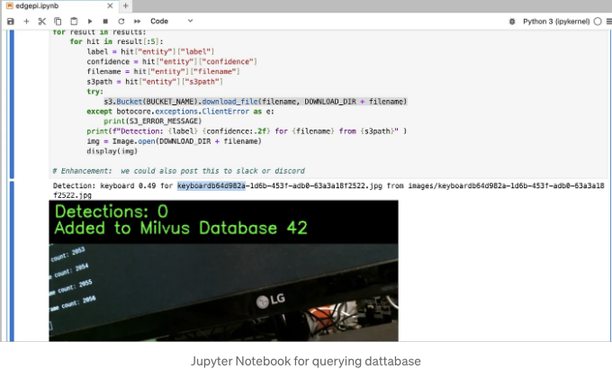 edgepi.ipynb
Code
Python 3 (ipykernel)
for result in results:
for hit in result[:5]:
label = hit["entity"]["label"]
confidence = hit["entity"]["confidence"]
filename = hit["entity"]["filename"]
s3path = hit["entity"]["s3path"]
try:
s3.Bucket(BUCKET_NAME).download_file(filename, DOWNLOAD_DIR + filename)
except botocore.exceptions.ClientError as e:
print(S3_ERROR_MESSAGE)
print(f"Detection: {label} {confidence:.2f} for {filename} from {s3path}" )
img = Image.open(DOWNLOAD_DIR + filename)
display(img)
# Enhancement:  we could also post this to slack or discord
Detection: keyboard 0.49 for keyboardb64d982a-1d6b-453f-adb0-63a3a18f2522.jpg from images/keyboardb64d982a-1d6b-453f-adb0-63a3a18
f2522.jpg
Detections: 0
Added to Milvus Database 42
count: 2053
count: 2054
count: 2055
count: 2056
LG
Jupyter Notebook for querying dattabase